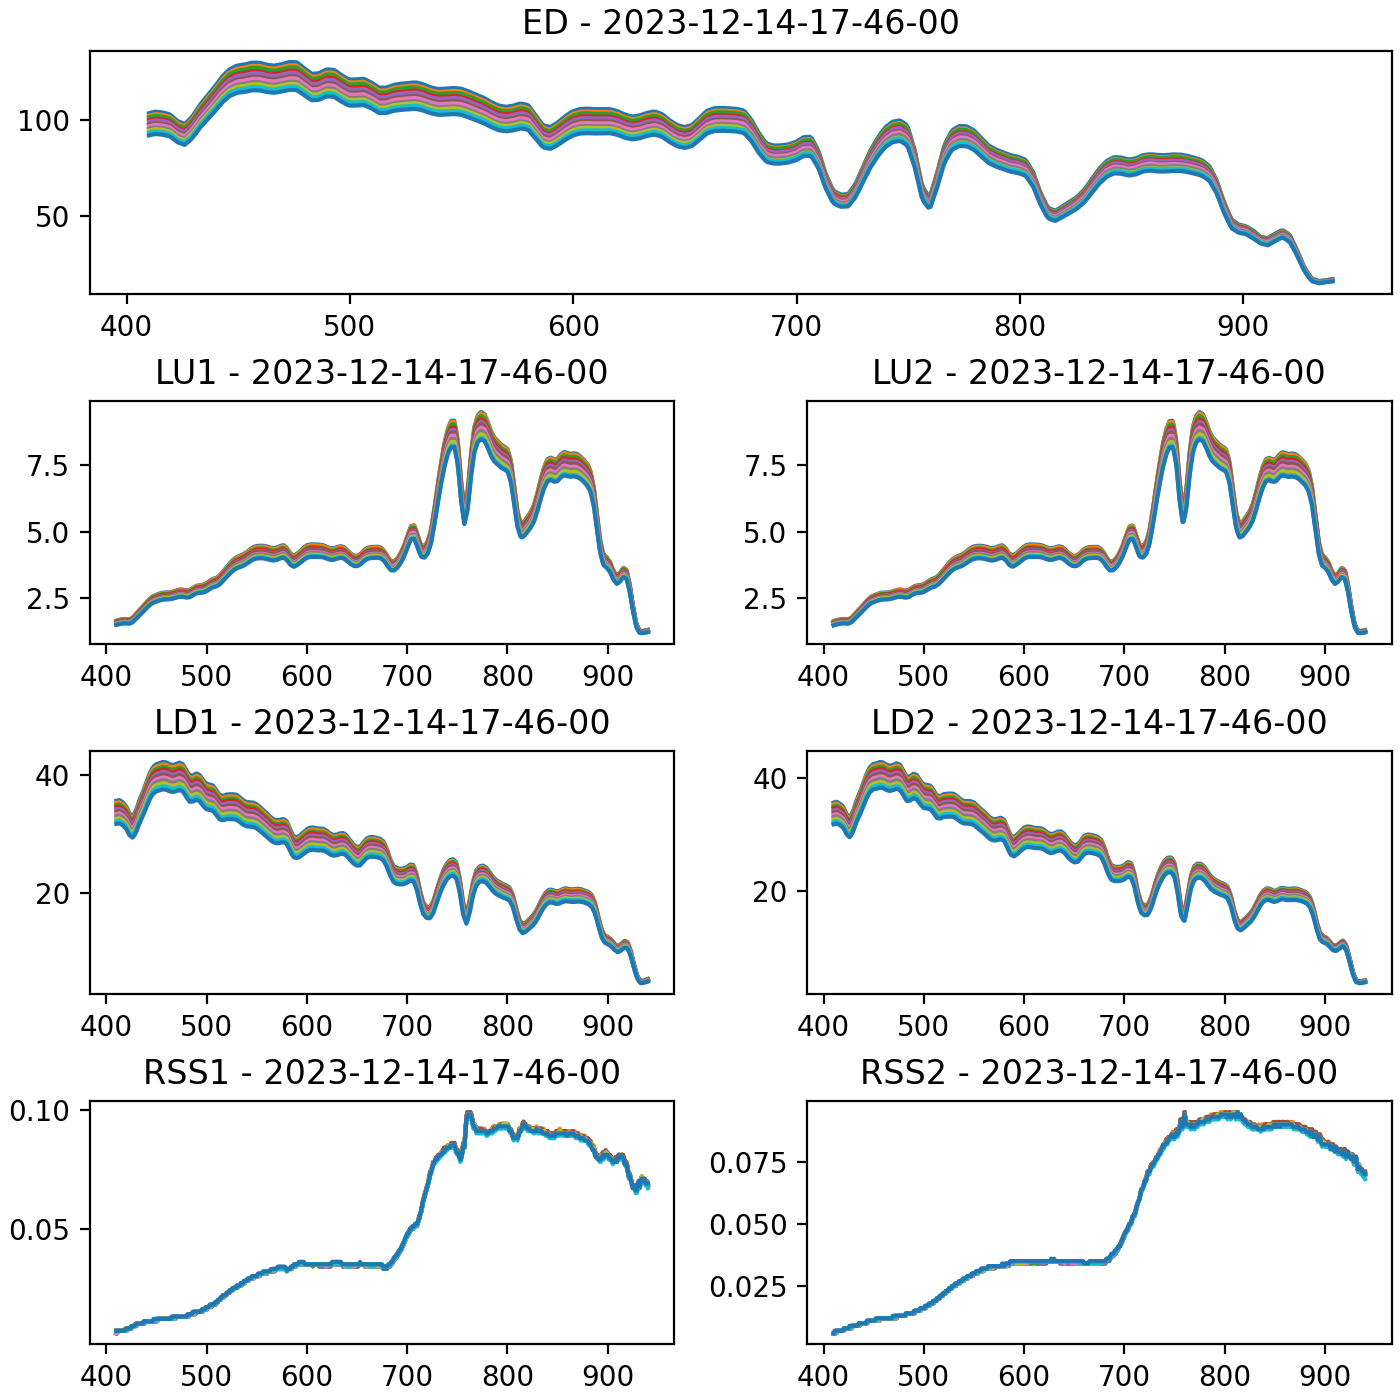 ED - 2023-12-14-17-46-00
100
50
400 500 600 700 800 900
LU1 - 2023-12-14-17-46-00
7.5
5.0
2.5
400 500 600 700 800 900
LU2 - 2023-12-14-17-46-00
7.5
5.0
2.5
400 500 600 700 800 900
LD1 - 2023-12-14-17-46-00
40
20
400 500 600 700 800 900
LD2 - 2023-12-14-17-46-00
40
20
400 500 600 700 800 900
RSS1 - 2023-12-14-17-46-00
0.10
0.05
400 500 600 700 800 900
RSS2 - 2023-12-14-17-46-00
0.075
0.050
0.025
400 500 600 700 800 900